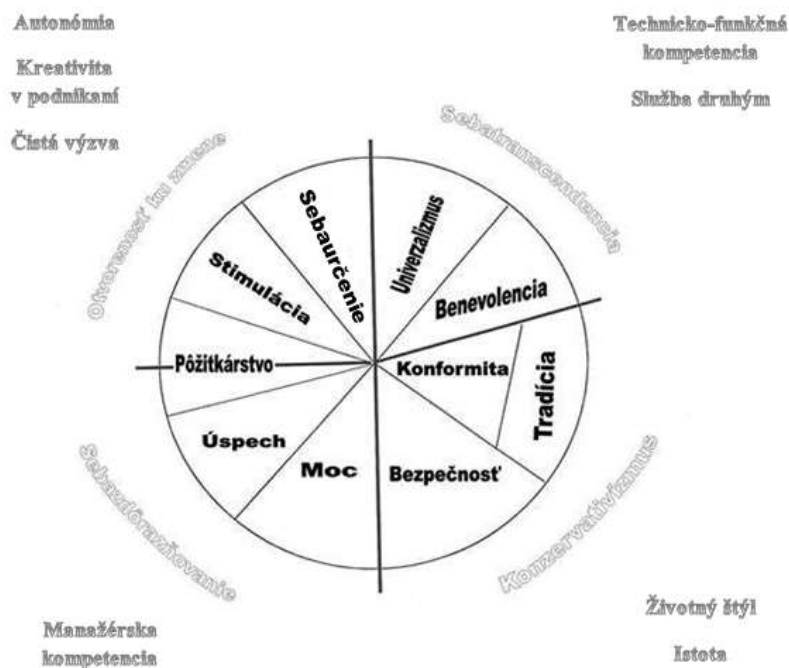 Autonómia
Kreativita
v podnikaní
Čistá výzva
Technicko-funkčná
kompetencia
Služba druhým
Otvorenosť ku zmene
Sebatranscendencia
Sebaurčenie
Univerzalizmus
Stimulácia
Benevolencia
Pôžitkárstvo
Konformita
Tradícia
Úspech
Moc
Bezpečnosť
Sebazdôrazňovanie
Konzervativizmus
Manažérska
kompetencia
Životný štýl
Istota